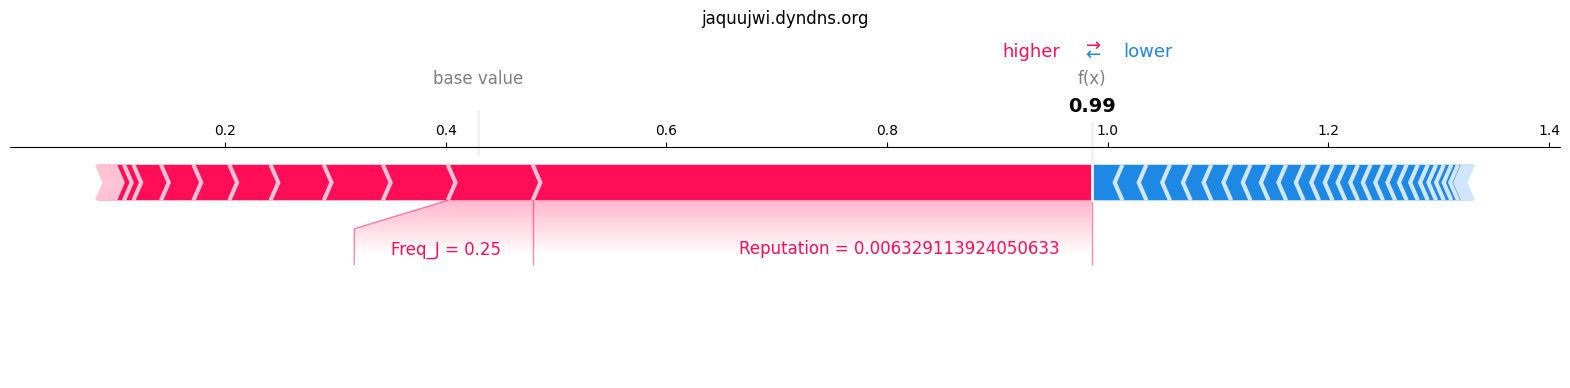 jaquujwi.dyndns.org
higher ⇄ lower
base value f(x)
0.99
0.2 0.4 0.6 0.8 1.0 1.2 1.4
Freq_J = 0.25 Reputation = 0.006329113924050633